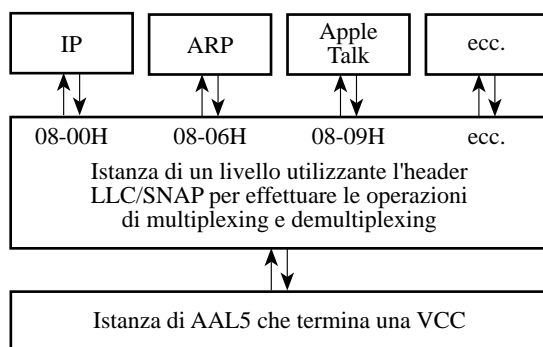 IP
ARP
Apple
Talk
ecc.
08-00H 08-06H 08-09H ecc.
Istanza di un livello utilizzante l'header
LLC/SNAP per effettuare le operazioni
di multiplexing e demultiplexing
Istanza di AAL5 che termina una VCC